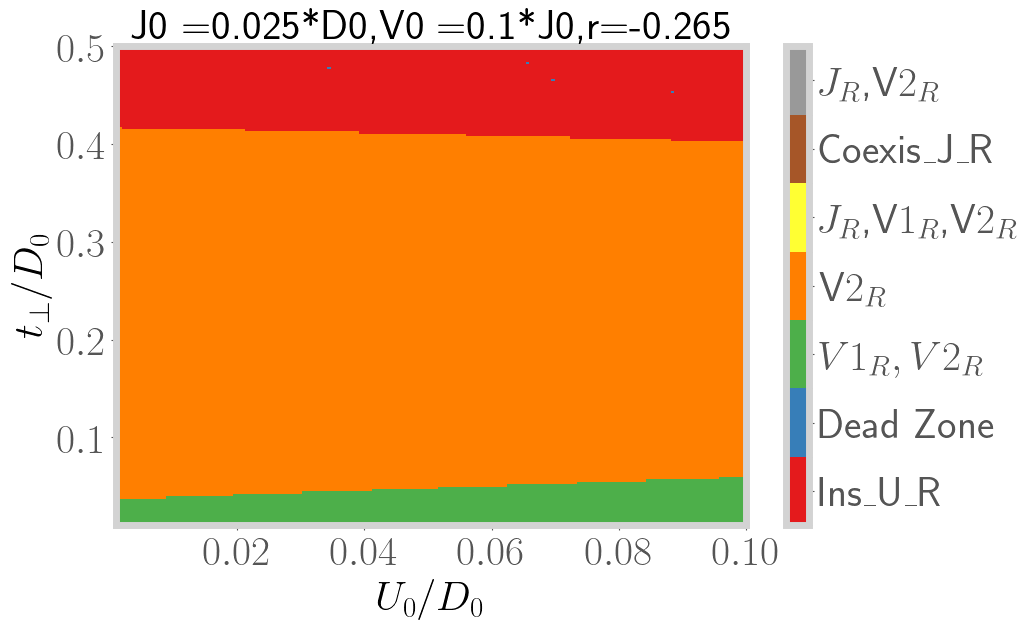 J0 =0.025*D0,V0 =0.1*J0,r=-0.265
0.5
0.4
0.3
0.2
0.1
t⊥/D0
0.02 0.04 0.06 0.08 0.10
U0/D0
JR,V2R
Coexis_J_R
JR,V1R,V2R
V2R
V1R, V2R
Dead Zone
Ins_U_R